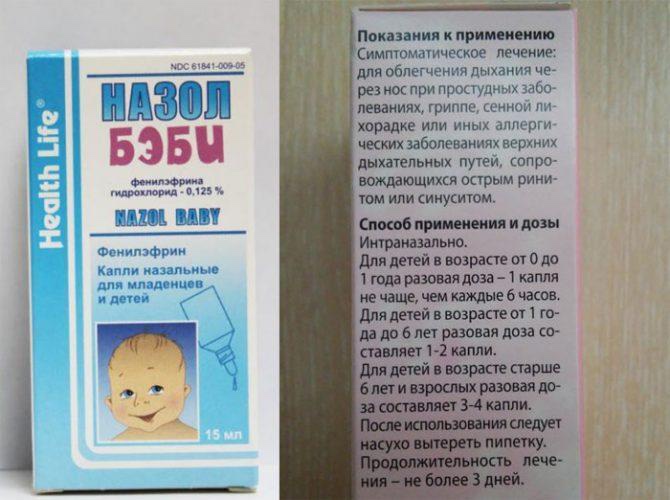 NDC 61841-009-05
Health Life®
НАЗОЛ
БЭБИ
фенилэфрина
гидрохлорид - 0,125 %
NAZOL BABY
Фенилэфрин
Капли назальные
для младенцев
и детей
15 мл
Показания к применению
Симптоматическое лечение:
для облегчения дыхания че-
рез нос при простудных забо-
леваниях, гриппе, сенной ли-
хорадке или иных аллерги-
ческих заболеваниях верхних
дыхательных путей, сопро-
вождающихся острым рини-
том или синуситом.
Способ применения и дозы
Интраназально.
Для детей в возрасте от 0 до
1 года разовая доза – 1 капля
не чаще, чем каждые 6 часов.
Для детей в возрасте от 1 го-
да до 6 лет разовая доза со-
ставляет 1-2 капли.
Для детей в возрасте старше
6 лет и взрослых разовая до-
за составляет 3-4 капли.
После использования следует
насухо вытереть пипетку.
Продолжительность лече-
ния – не более 3 дней.